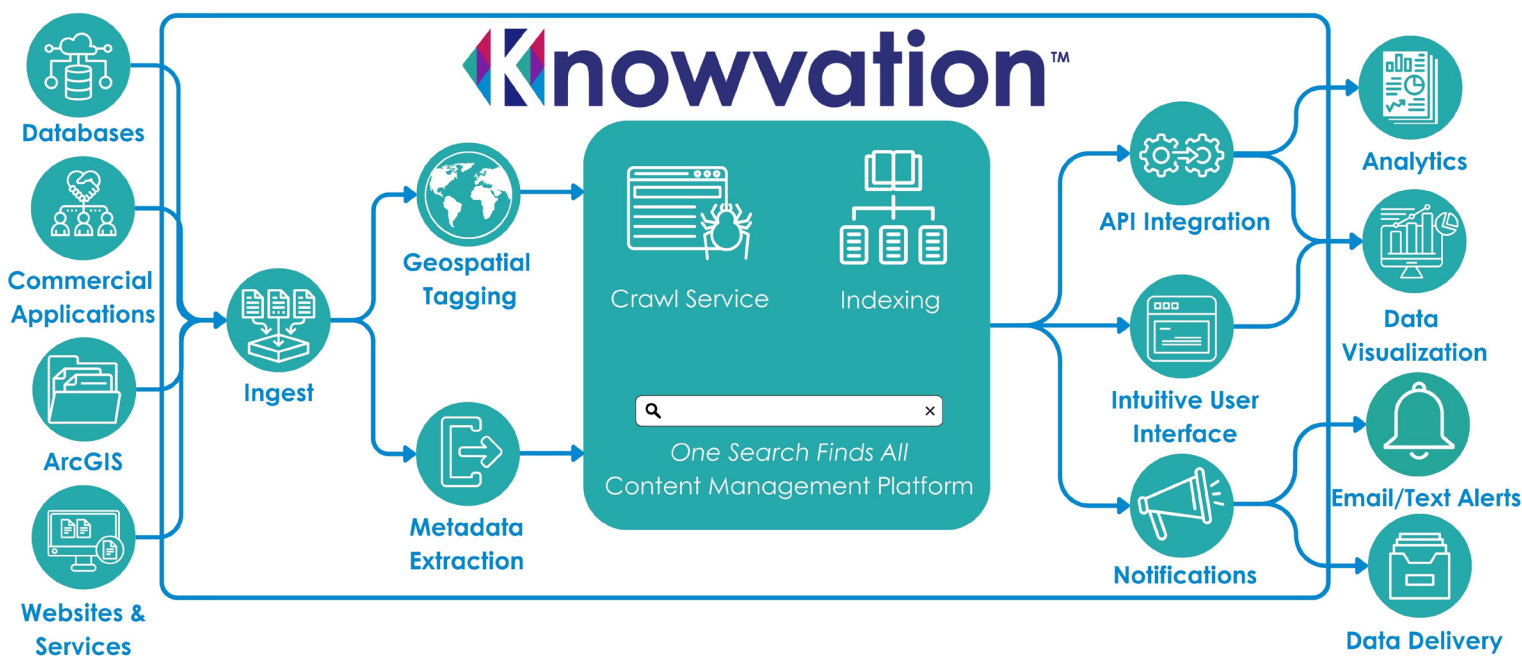 Knowvation™
Databases
Commercial
Applications
ArcGIS
Websites &
Services
Ingest
Geospatial
Tagging
Metadata
Extraction
Crawl Service
Indexing
One Search Finds All
Content Management Platform
API Integration
Intuitive User
Interface
Notifications
Analytics
Data
Visualization
Email/Text Alerts
Data Delivery